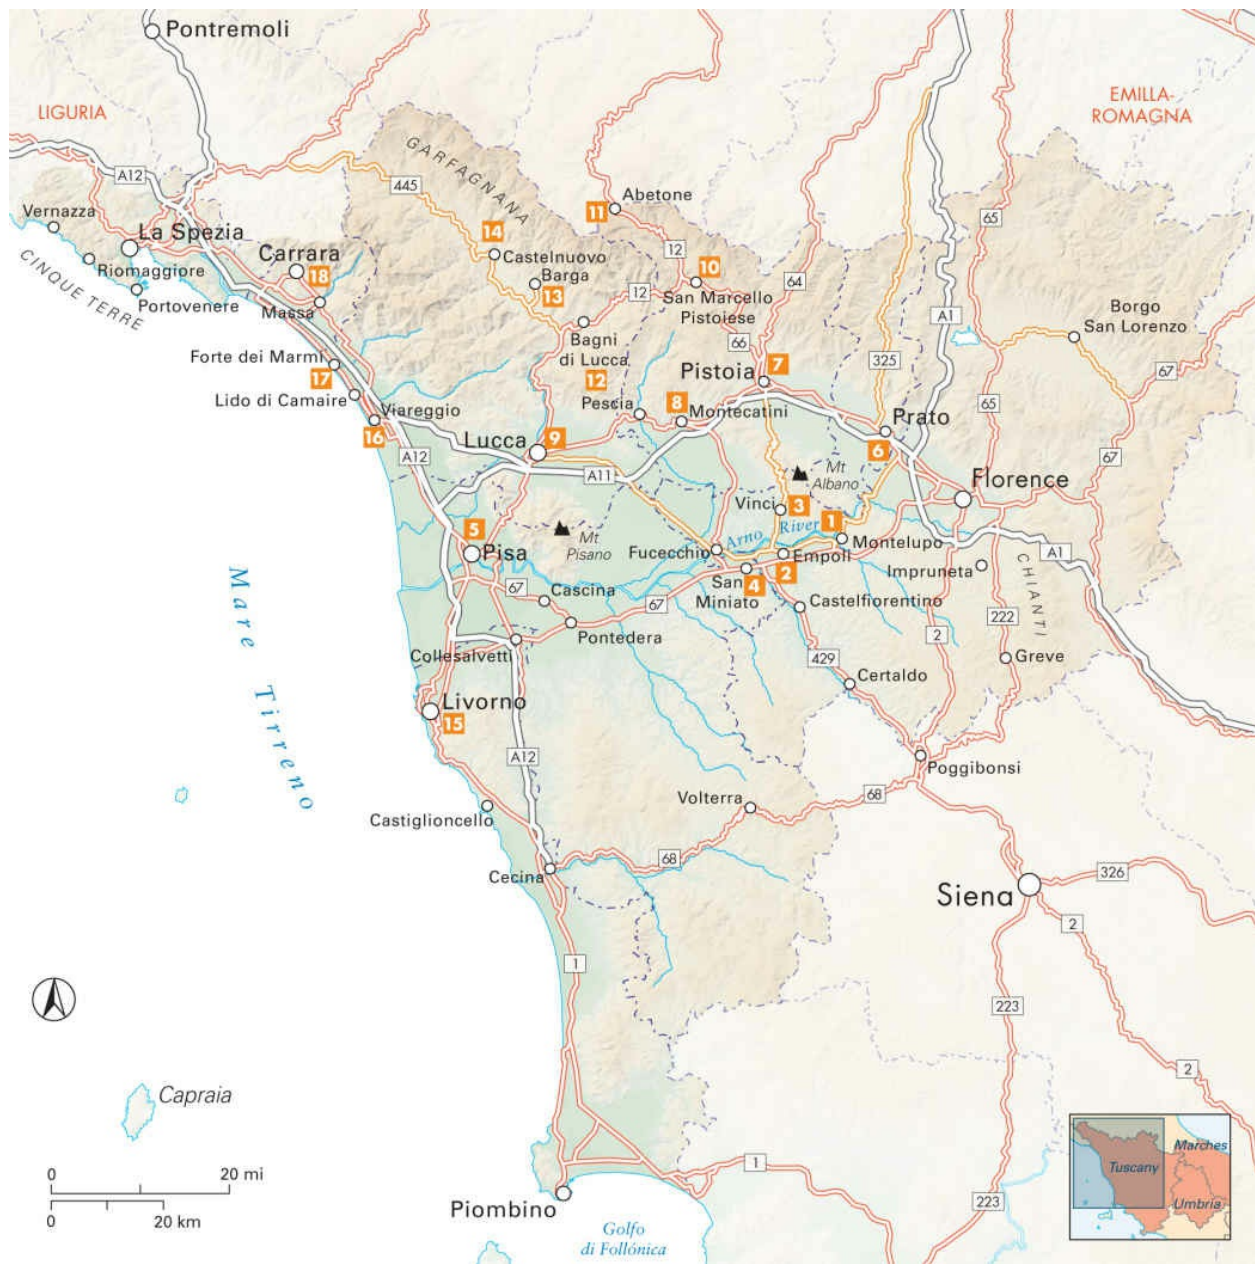 Pontremoli
LIGURIA
EMILLA-
ROMAGNA
GARFAGNANA
A12
445
Abetone
11
Vernazza
65
La Spezia
14
12
Carrara
Castelnuovo
10
CINQUE TERRE
Riomaggiore
18
Barga
13
12
San Marcello
Pistoiese
64
Portovenere
Massa
A1
Borgo
San Lorenzo
Bagni
di Lucca
12
66
325
Forte dei Marmi
17
Pistoia
7
67
Lido di Camaire
Pescia
8
Montecatini
65
Viareggio
16
Prato
6
Lucca
9
A12
A11
67
Mt
Albano
Florence
Vinci
3
1
Arno River
5
Pisa
Mt
Pisano
Fucecchio
Empoli
2
Montelupo
A1
Impruneta
CHIANTI
San
Miniato
4
67
Cascina
67
Castelfiorentino
222
Pontedera
2
Collesalvetti
429
Greve
Certaldo
Mare Tirreno
Livorno
15
A12
Poggibonsi
68
Volterra
Castiglioncello
68
Cecina
326
Siena
2
1
223
2
Capraia
0
20 mi
0
20 km
1
223
Piombino
Golfo
di Follónica
Marches
Tuscany
Umbria